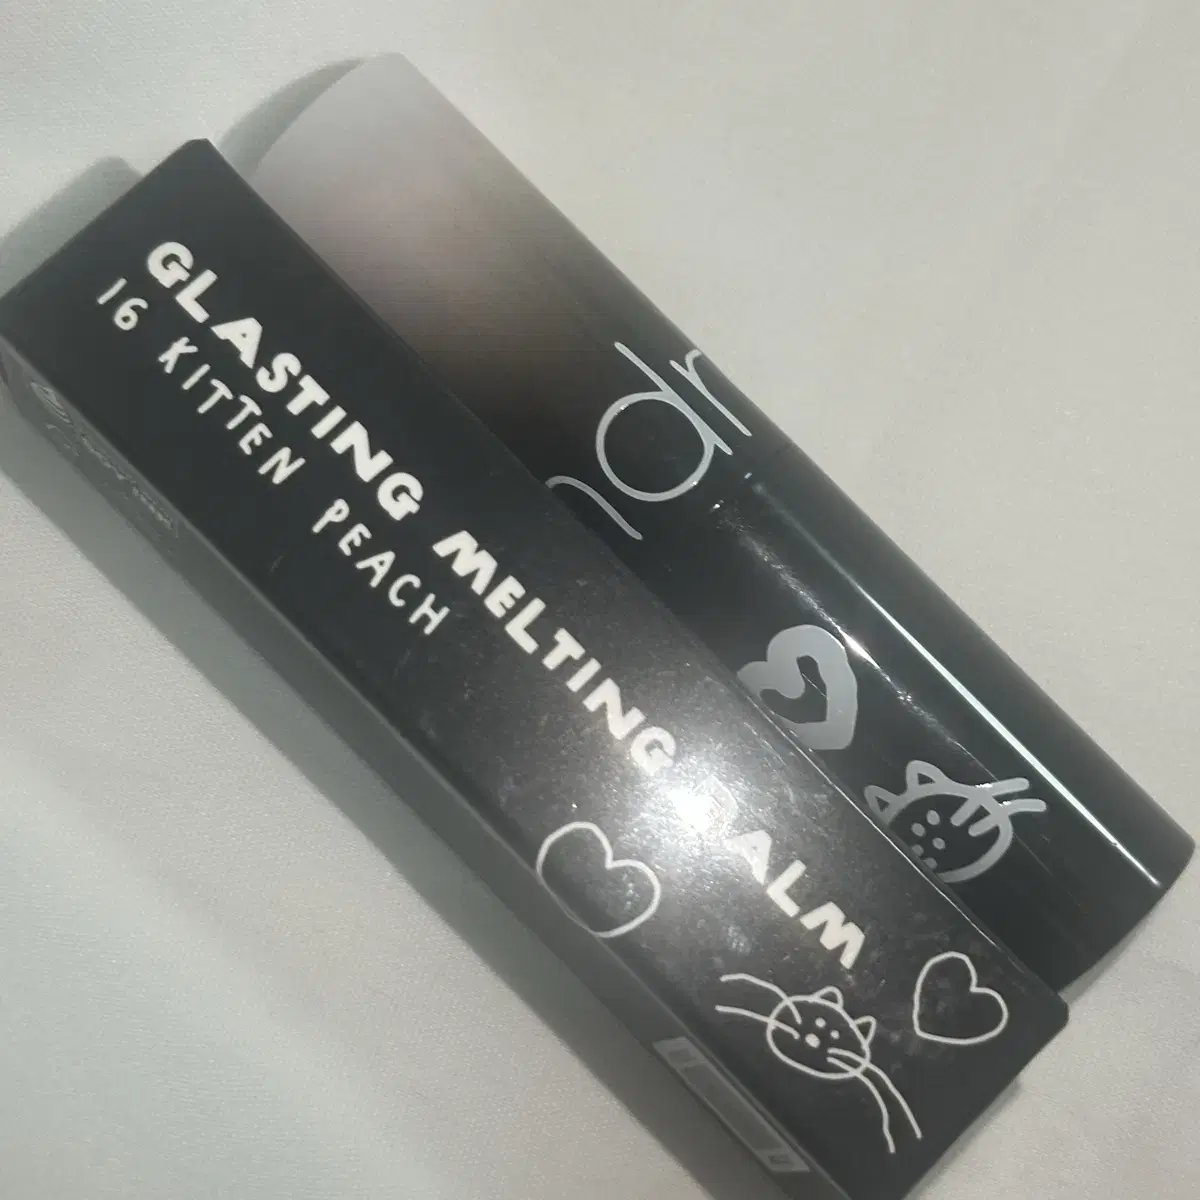 GLASTING MELTING BALM
16 KITTEN PEACH